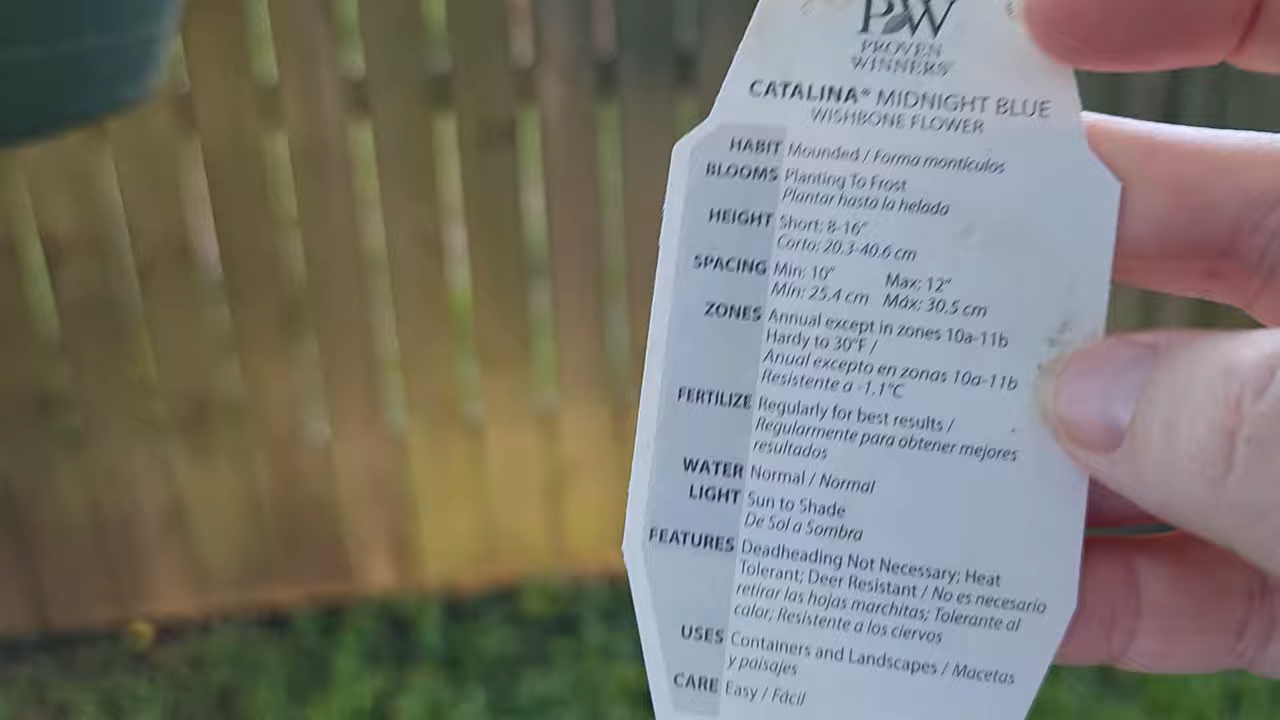 PW
PROVEN
WINNERS®
CATALINA® MIDNIGHT BLUE
WISHBONE FLOWER
HABIT Mounded / Forma montículos
BLOOMS Planting To Frost
Plantar hasta la helada
HEIGHT Short: 8-16"
Corto: 20.3-40.6 cm
SPACING Min: 10" Max: 12"
Mín: 25.4 cm Máx: 30.5 cm
ZONES Annual except in zones 10a-11b
Hardy to 30°F /
Anual excepto en zonas 10a-11b
Resistente a -1.1°C
FERTILIZE Regularly for best results /
Regularmente para obtener mejores
resultados
WATER Normal / Normal
LIGHT Sun to Shade
De Sol a Sombra
FEATURES Deadheading Not Necessary; Heat
Tolerant; Deer Resistant / No es necesario
retirar las hojas marchitas; Tolerante al
calor; Resistente a los ciervos
USES Containers and Landscapes / Macetas
y paisajes
CARE Easy / Fácil